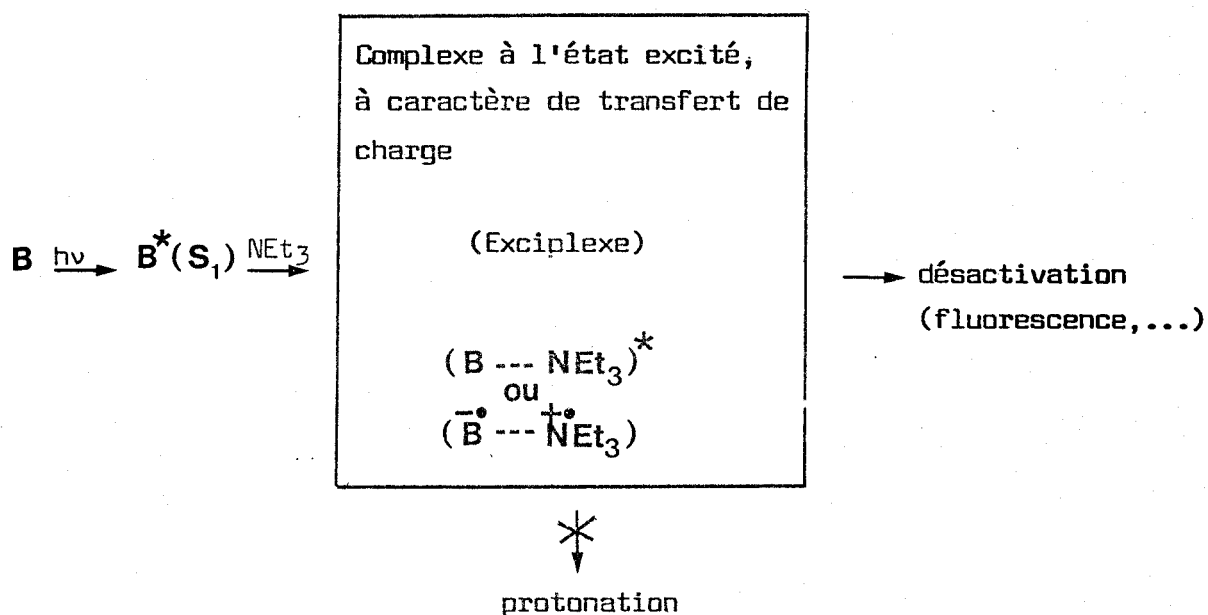 Complexe à l'état excité,
à caractère de transfert de
charge
(Exciplexe)
B hν B*(S₁) NEt₃
désactivation
(fluorescence,...)
(B --- NEt₃)*
ou
(B⁻• --- N⁺•Et₃)
protonation